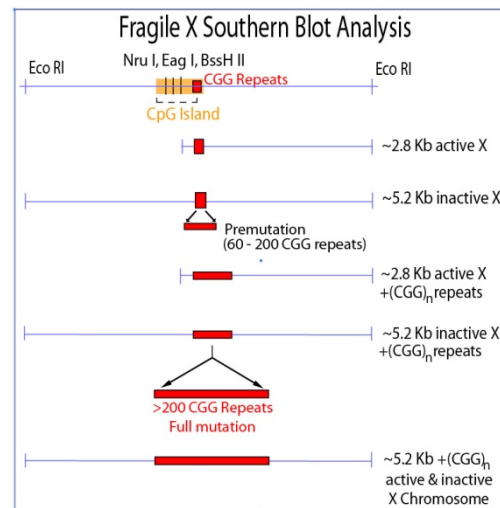 Fragile X Southern Blot Analysis
Eco RI
Nru I, Eag I, BssH II
Eco RI
CGG Repeats
CpG Island
~2.8 Kb active X
~5.2 Kb inactive X
Premutation
(60 - 200 CGG repeats)
~2.8 Kb active X
+(CGG)n repeats
~5.2 Kb inactive X
+(CGG)n repeats
>200 CGG Repeats
Full mutation
~5.2 Kb +(CGG)n
active & inactive
X Chromosome